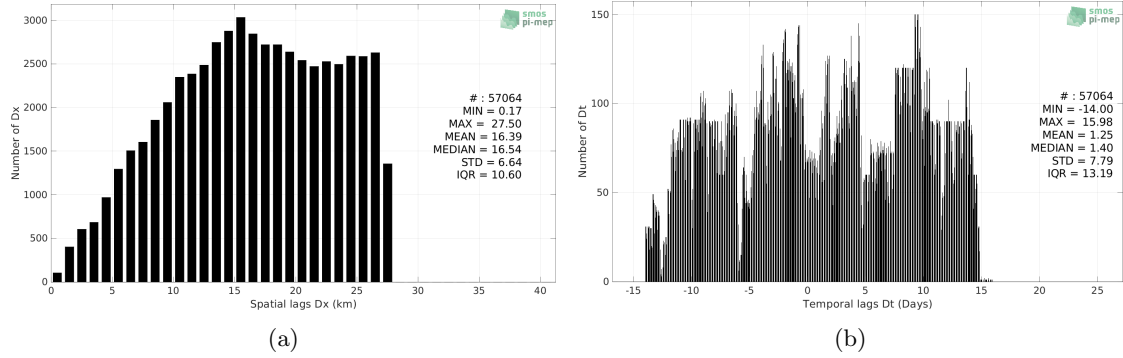 3000
2500
2000
1500
1000
500
0
Number of Dx
smos
pi-mep
# : 57064
MIN = 0.17
MAX = 27.50
MEAN = 16.39
MEDIAN = 16.54
STD = 6.64
IQR = 10.60
0 5 10 15 20 25 30 35 40
Spatial lags Dx (km)
(a)
150
100
50
0
Number of Dt
smos
pi-mep
# : 57064
MIN = -14.00
MAX = 15.98
MEAN = 1.25
MEDIAN = 1.40
STD = 7.79
IQR = 13.19
-15 -10 -5 0 5 10 15 20 25
Temporal lags Dt (Days)
(b)